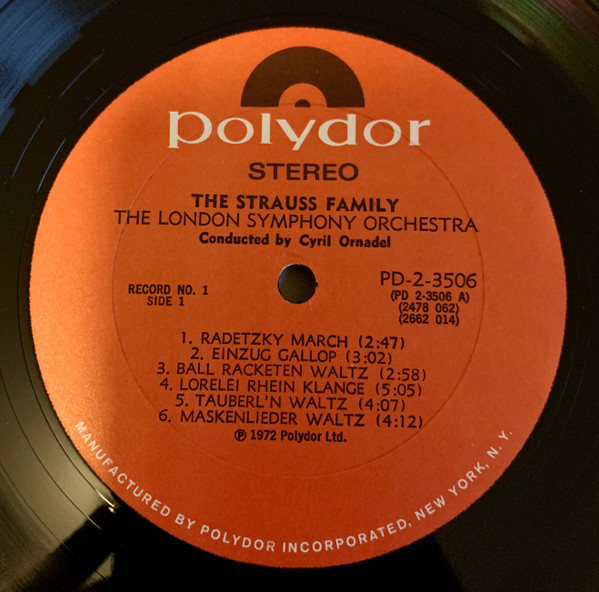 polydor
STEREO
THE STRAUSS FAMILY
THE LONDON SYMPHONY ORCHESTRA
Conducted by Cyril Ornadel
RECORD NO. 1
SIDE 1
PD-2-3506
(PD 2-3506 A)
(2478 062)
(2662 014)
1. RADETZKY MARCH (2:47)
2. EINZUG GALLOP (3:02)
3. BALL RACKETEN WALTZ (2:58)
4. LORELEI RHEIN KLANGE (5:05)
5. TAUBERL'N WALTZ (4:07)
6. MASKENLIEDER WALTZ (4:12)
℗ 1972 Polydor Ltd.
MANUFACTURED BY POLYDOR INCORPORATED, NEW YORK, N. Y.